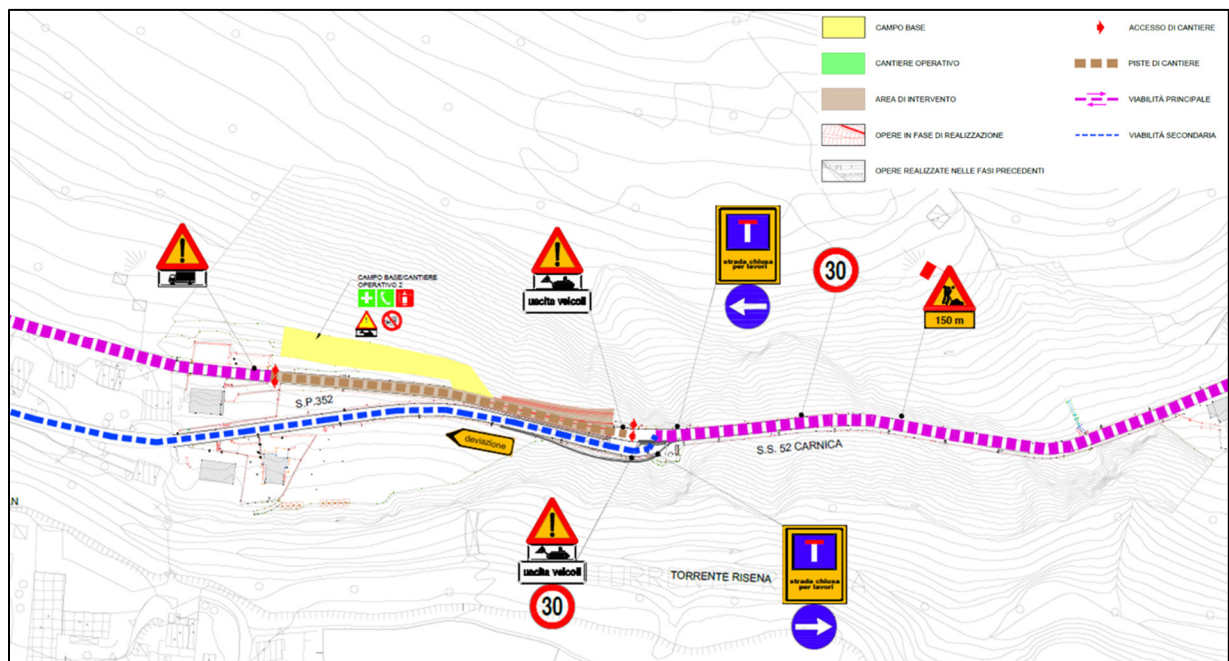 CAMPO BASE
ACCESSO DI CANTIERE
CANTIERE OPERATIVO
PISTE DI CANTIERE
AREA DI INTERVENTO
VIABILITÀ PRINCIPALE
OPERE IN FASE DI REALIZZAZIONE
VIABILITÀ SECONDARIA
OPERE REALIZZATE NELLE FASI PRECEDENTI
strada chiusa
per lavori
30
150 m
uscita veicoli
CAMPO BASE/CANTIERE
OPERATIVO 2
S.P.352
deviazione
S.S. 52 CARNICA
uscita veicoli
30
TORRENTE RISENA
strada chiusa
per lavori